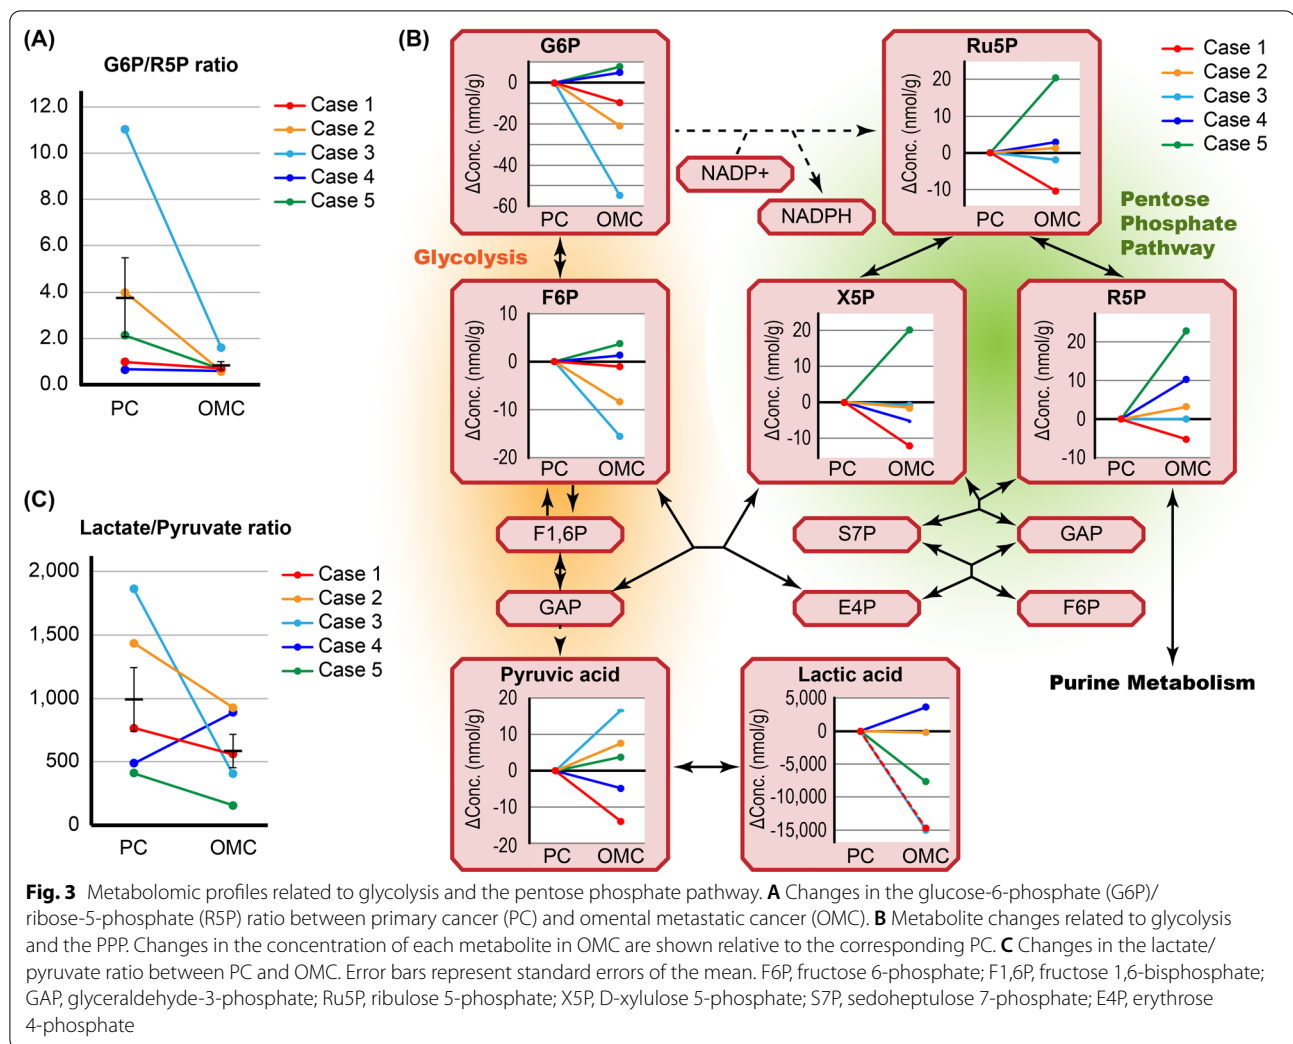 (A)
G6P/R5P ratio
12.0
10.0
8.0
6.0
4.0
2.0
0.0
PC OMC
Case 1
Case 2
Case 3
Case 4
Case 5
(B)
G6P
ΔConc. (nmol/g)
0
-20
-40
-60
PC OMC
NADP+
NADPH
Ru5P
ΔConc. (nmol/g)
20
10
0
-10
PC OMC
Case 1
Case 2
Case 3
Case 4
Case 5
Glycolysis
Pentose
Phosphate
Pathway
F6P
ΔConc. (nmol/g)
10
0
-10
-20
PC OMC
X5P
ΔConc. (nmol/g)
20
10
0
-10
PC OMC
R5P
ΔConc. (nmol/g)
20
10
0
-10
PC OMC
F1,6P
S7P
GAP
GAP
E4P
F6P
Purine Metabolism
Pyruvic acid
ΔConc. (nmol/g)
20
10
0
-10
-20
PC OMC
Lactic acid
ΔConc. (nmol/g)
5,000
0
-5,000
-10,000
-15,000
PC OMC
(C)
Lactate/Pyruvate ratio
2,000
1,500
1,000
500
0
PC OMC
Case 1
Case 2
Case 3
Case 4
Case 5
Fig. 3 Metabolomic profiles related to glycolysis and the pentose phosphate pathway. A Changes in the glucose-6-phosphate (G6P)/
ribose-5-phosphate (R5P) ratio between primary cancer (PC) and omental metastatic cancer (OMC). B Metabolite changes related to glycolysis
and the PPP. Changes in the concentration of each metabolite in OMC are shown relative to the corresponding PC. C Changes in the lactate/
pyruvate ratio between PC and OMC. Error bars represent standard errors of the mean. F6P, fructose 6-phosphate; F1,6P, fructose 1,6-bisphosphate;
GAP, glyceraldehyde-3-phosphate; Ru5P, ribulose 5-phosphate; X5P, D-xylulose 5-phosphate; S7P, sedoheptulose 7-phosphate; E4P, erythrose
4-phosphate